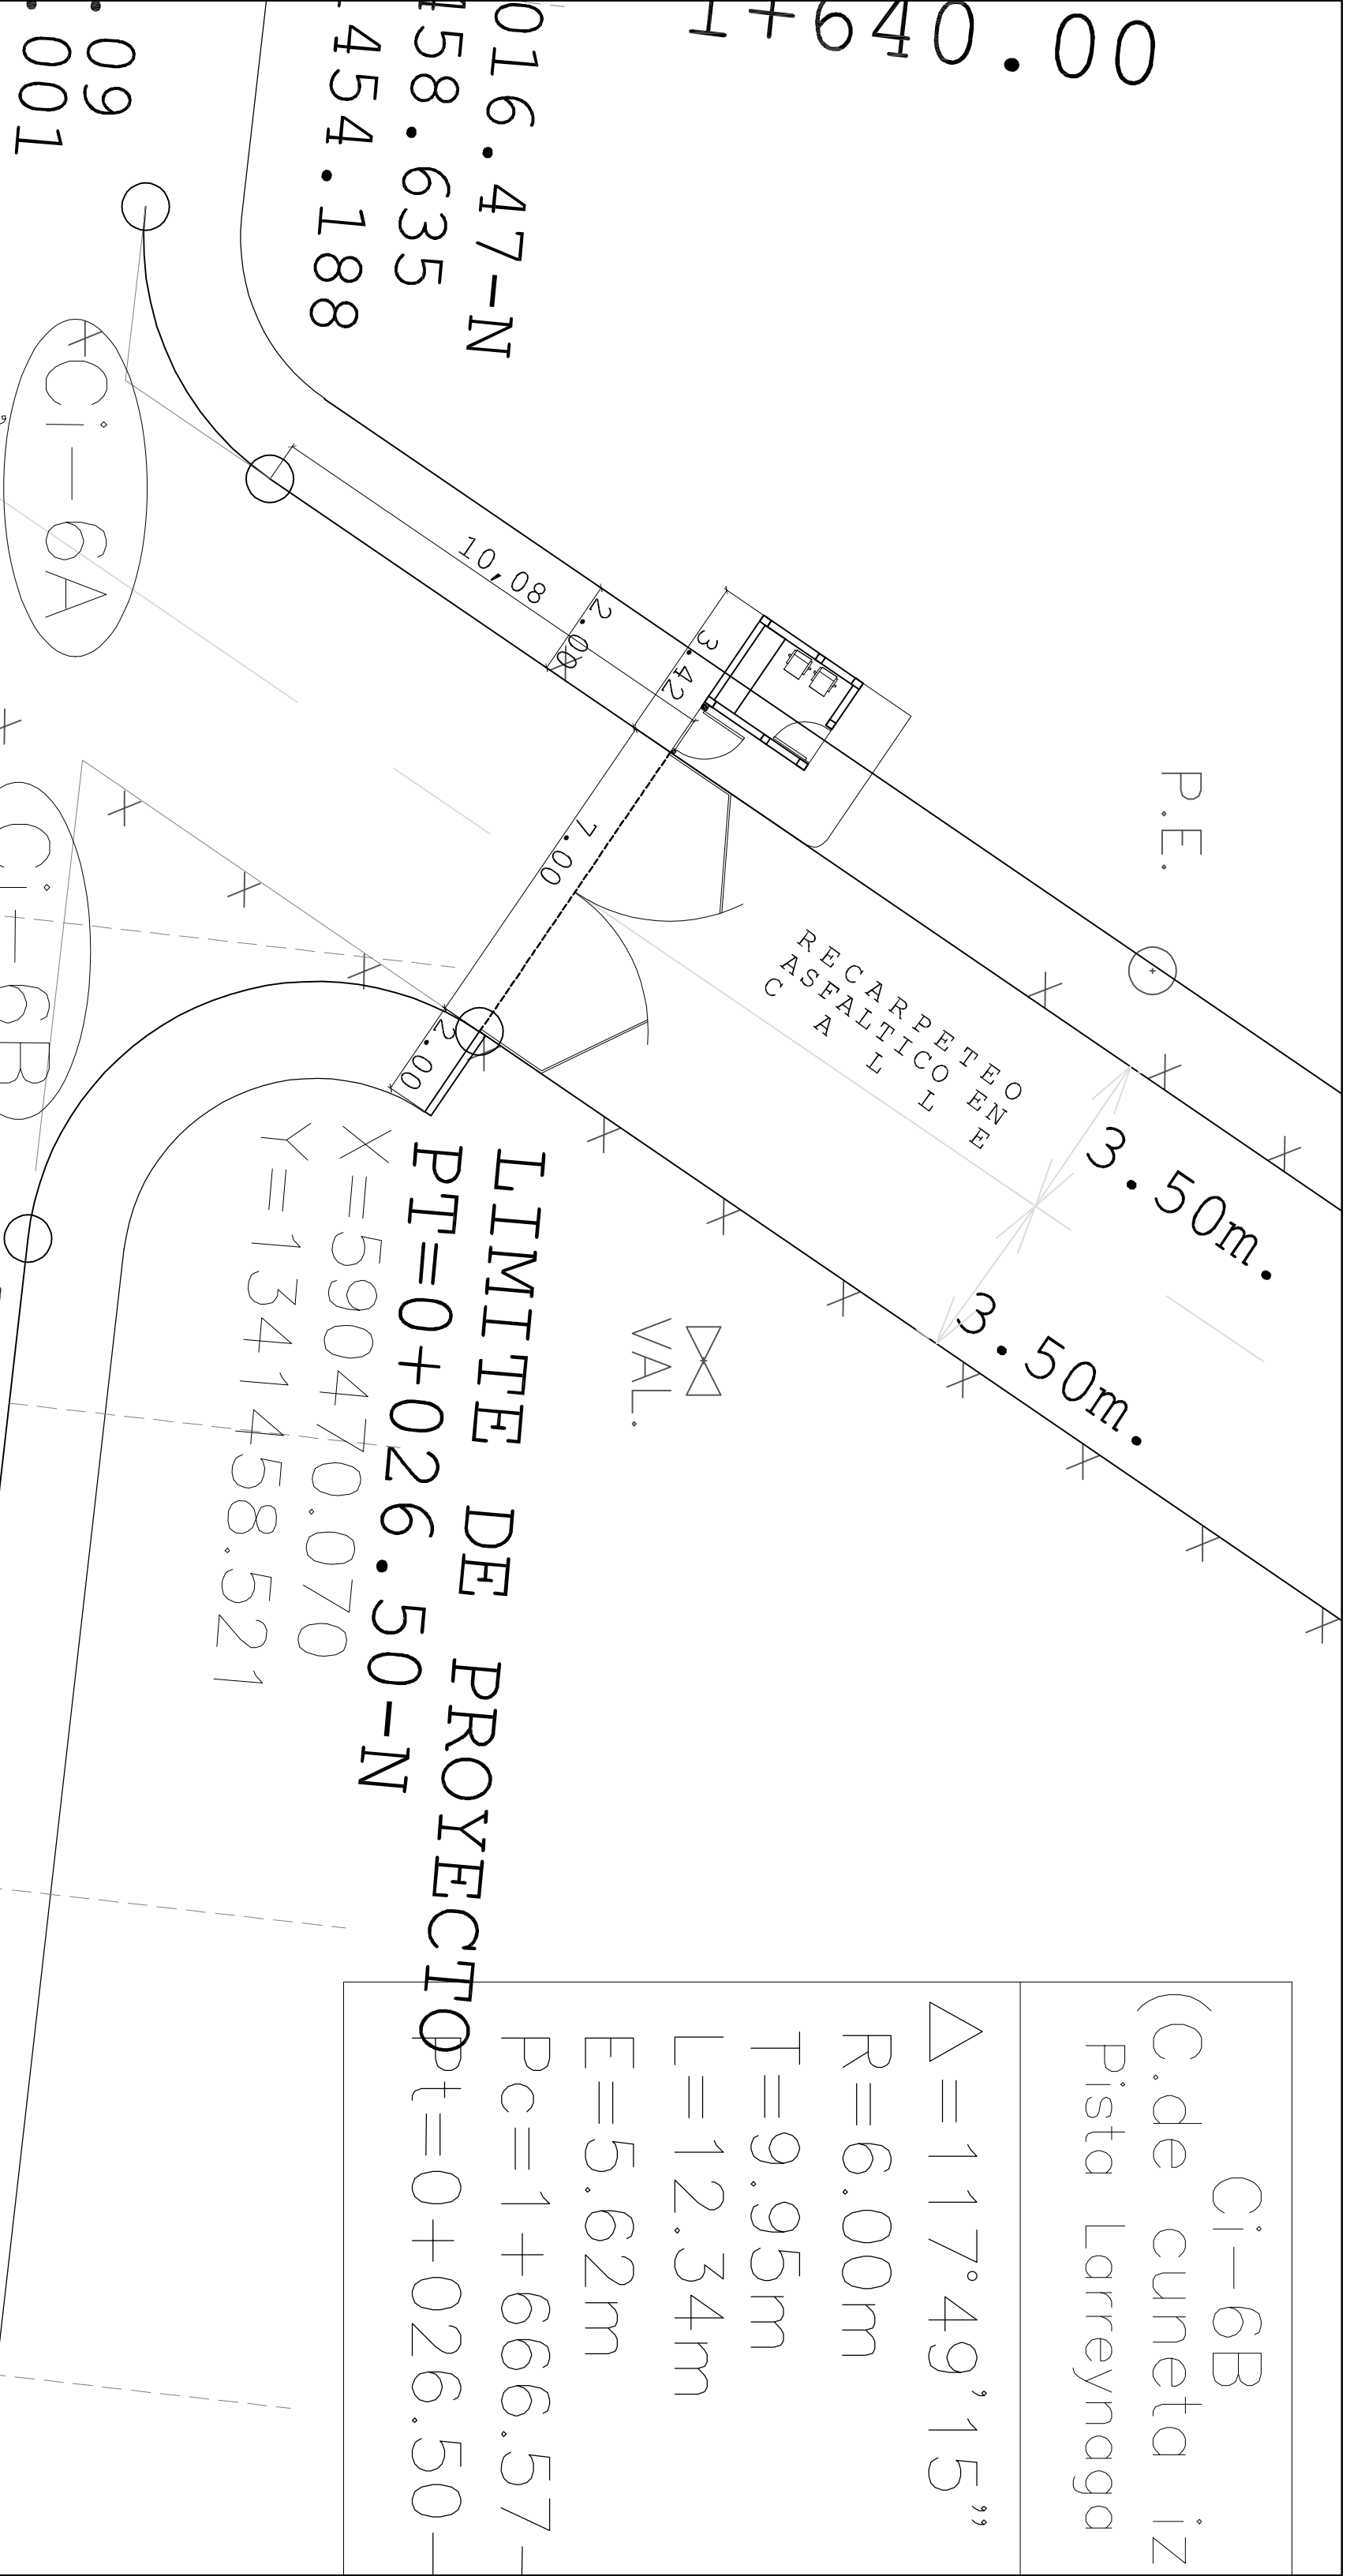 1+640.00
016.47-N
458.635
454.188
09
001
Ci-6A
Ci-6B
10,08
2.00
3.42
7.00
2.00
P.E.
RECARPETEO
ASFALTICO EN
C A L L E
3.50m.
3.50m.
VAL.
LIMITE DE PROYECTO
PT=0+026.50-N
X=590470.070
Y=1341458.521
Ci-6B
(C.de cuneta iz
Pista Larreynaga
△=117°49'15"
R=6.00m
T=9.95m
L=12.34m
E=5.62m
Pc=1+666.57-
Pt=0+026.50-